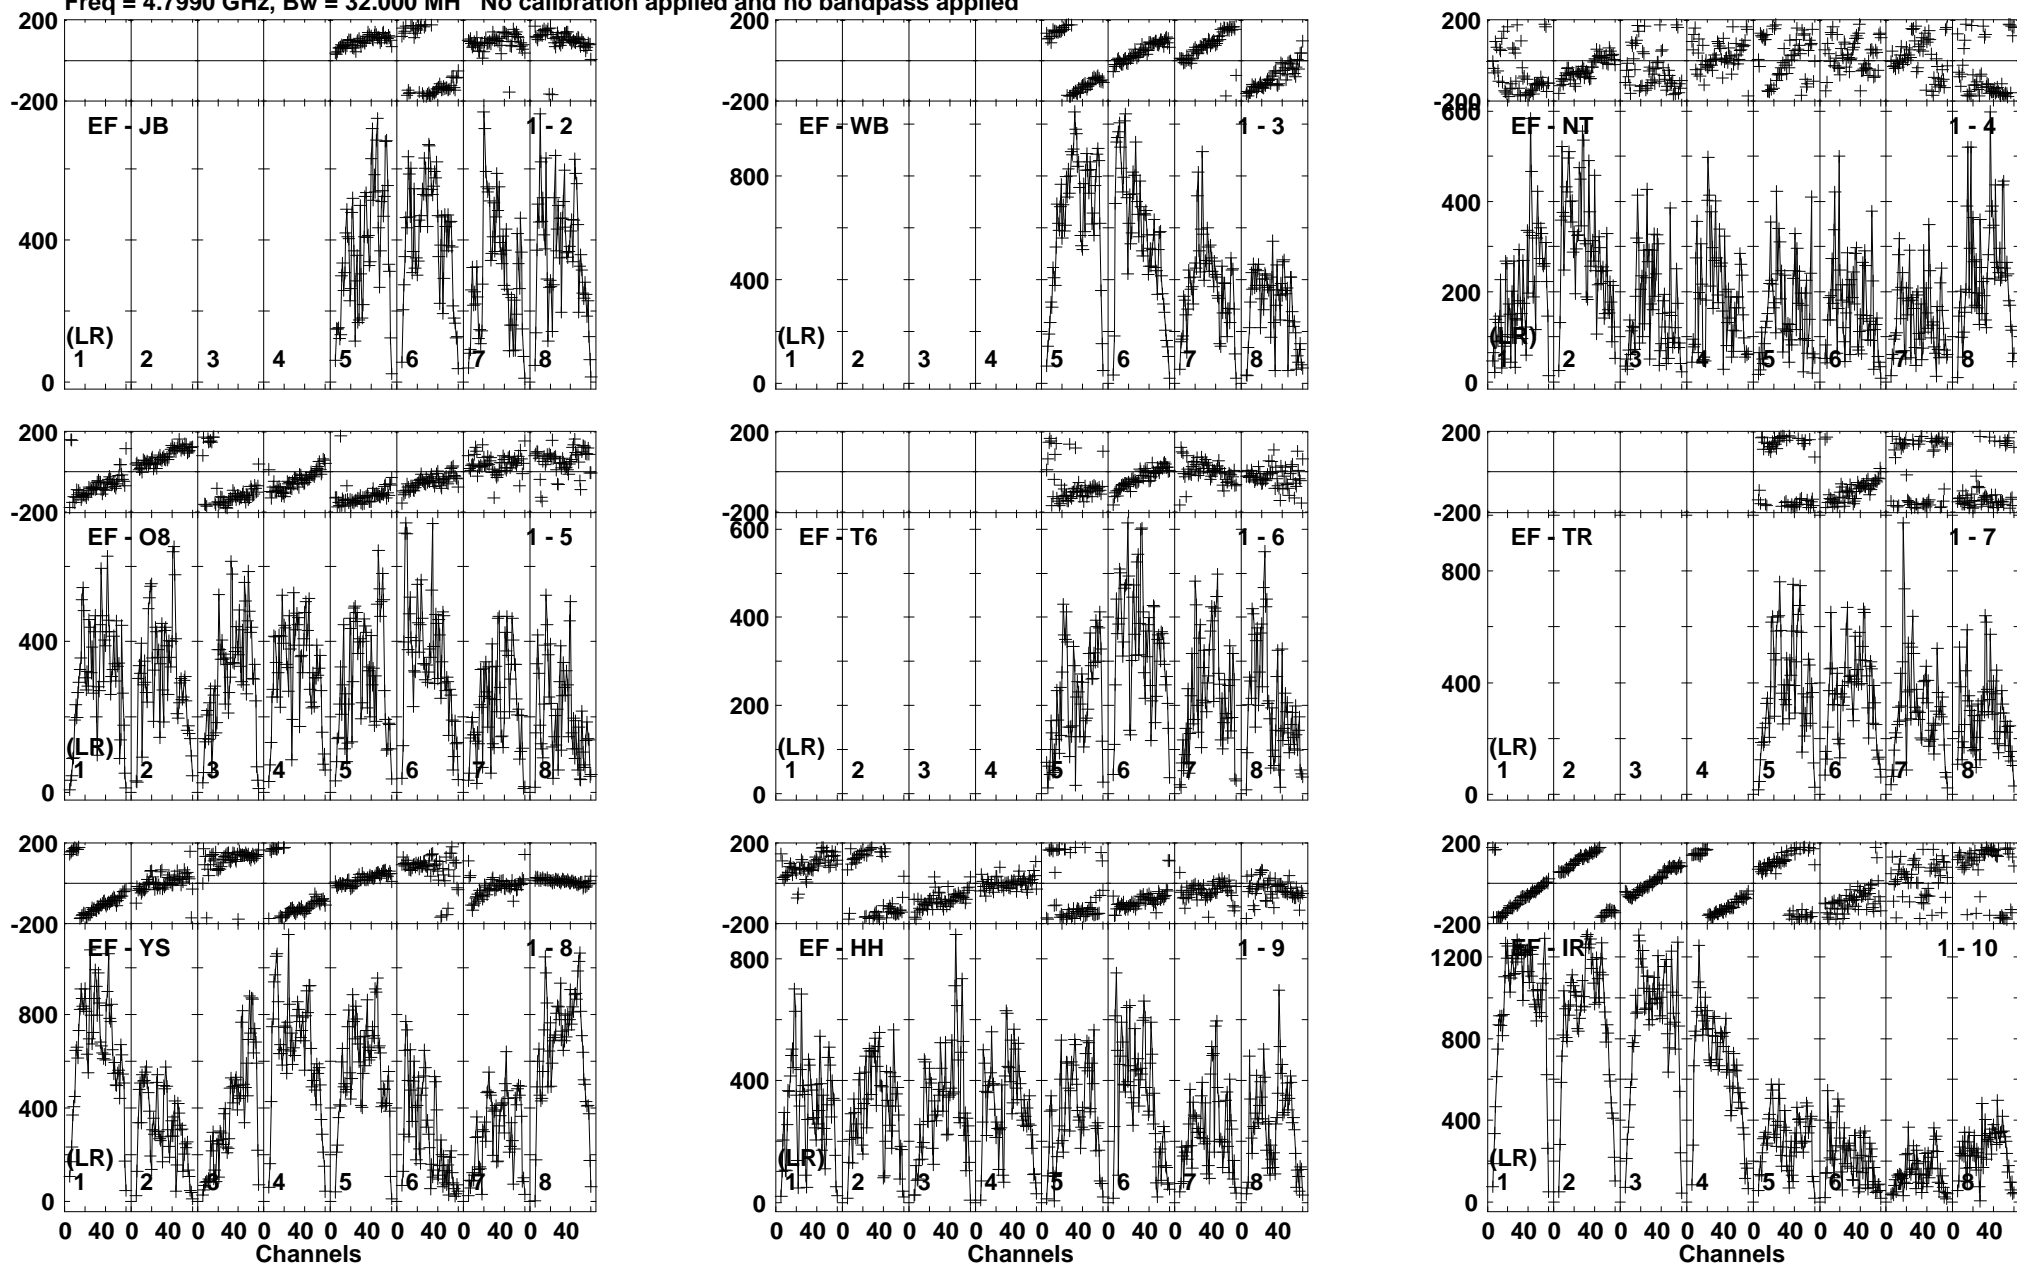 Freq = 4.7990 GHz, Bw = 32.000 MH No calibration applied and no bandpass applied
200
-200
EF - JB 1 - 2
400
0
(LR)
1 2 3 4 5 6 7 8
200
-200
EF - WB 1 - 3
800
400
0
(LR)
1 2 3 4 5 6 7 8
200
-200
600
EF - NT 1 - 4
400
200
0
(LR)
1 2 3 4 5 6 7 8
200
-200
EF - O8 1 - 5
400
0
(LR)
1 2 3 4 5 6 7 8
200
-200
600
EF - T6 1 - 6
400
200
0
(LR)
1 2 3 4 5 6 7 8
200
-200
EF - TR 1 - 7
800
400
0
(LR)
1 2 3 4 5 6 7 8
200
-200
EF - YS 1 - 8
800
400
0
(LR)
1 2 3 4 5 6 7 8
0 40 0 40 0 40 0 40 0 40 0 40 0 40 0 40
Channels
200
-200
EF - HH 1 - 9
800
400
0
(LR)
1 2 3 4 5 6 7 8
0 40 0 40 0 40 0 40 0 40 0 40 0 40 0 40
Channels
200
-200
EF - IR 1 - 10
1200
800
400
0
(LR)
1 2 3 4 5 6 7 8
0 40 0 40 0 40 0 40 0 40 0 40 0 40 0 40
Channels